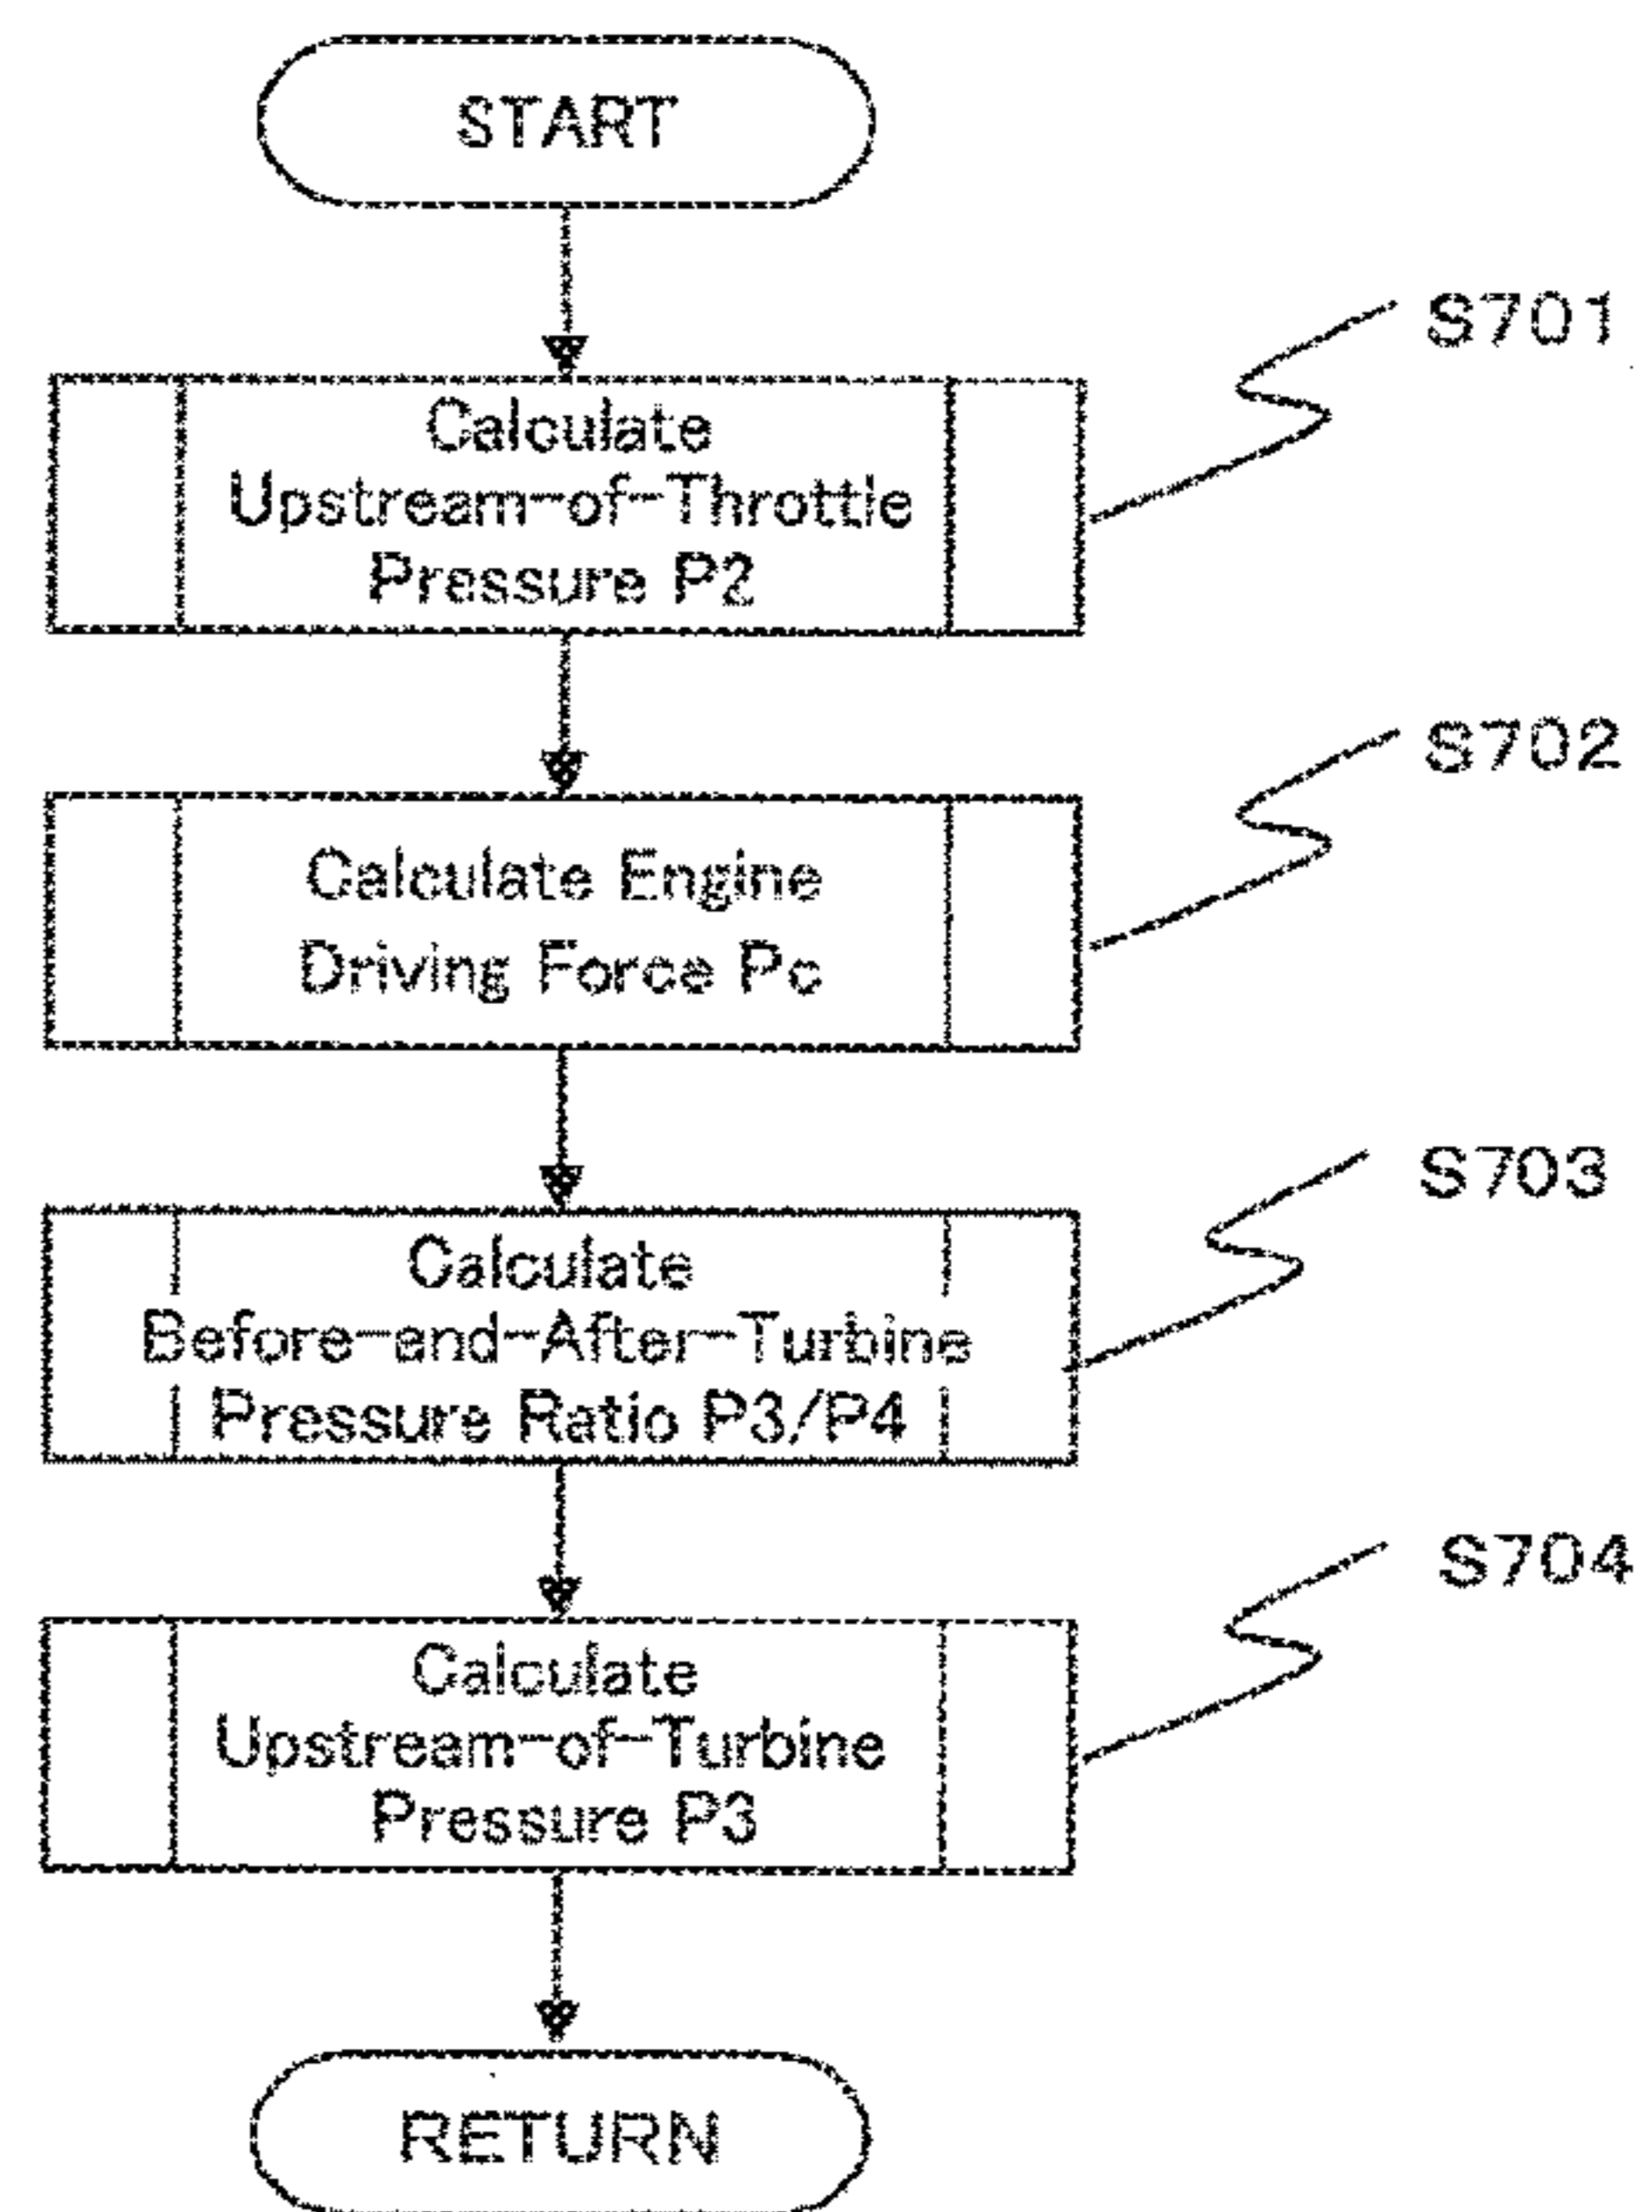 START
S701
Calculate
Upstream-of-Throttle
Pressure P2
S702
Calculate Engine
Driving Force Pc
S703
Calculate
Before-and-After-Turbine
Pressure Ratio P3/P4
S704
Calculate
Upstream-of-Turbine
Pressure P3
RETURN